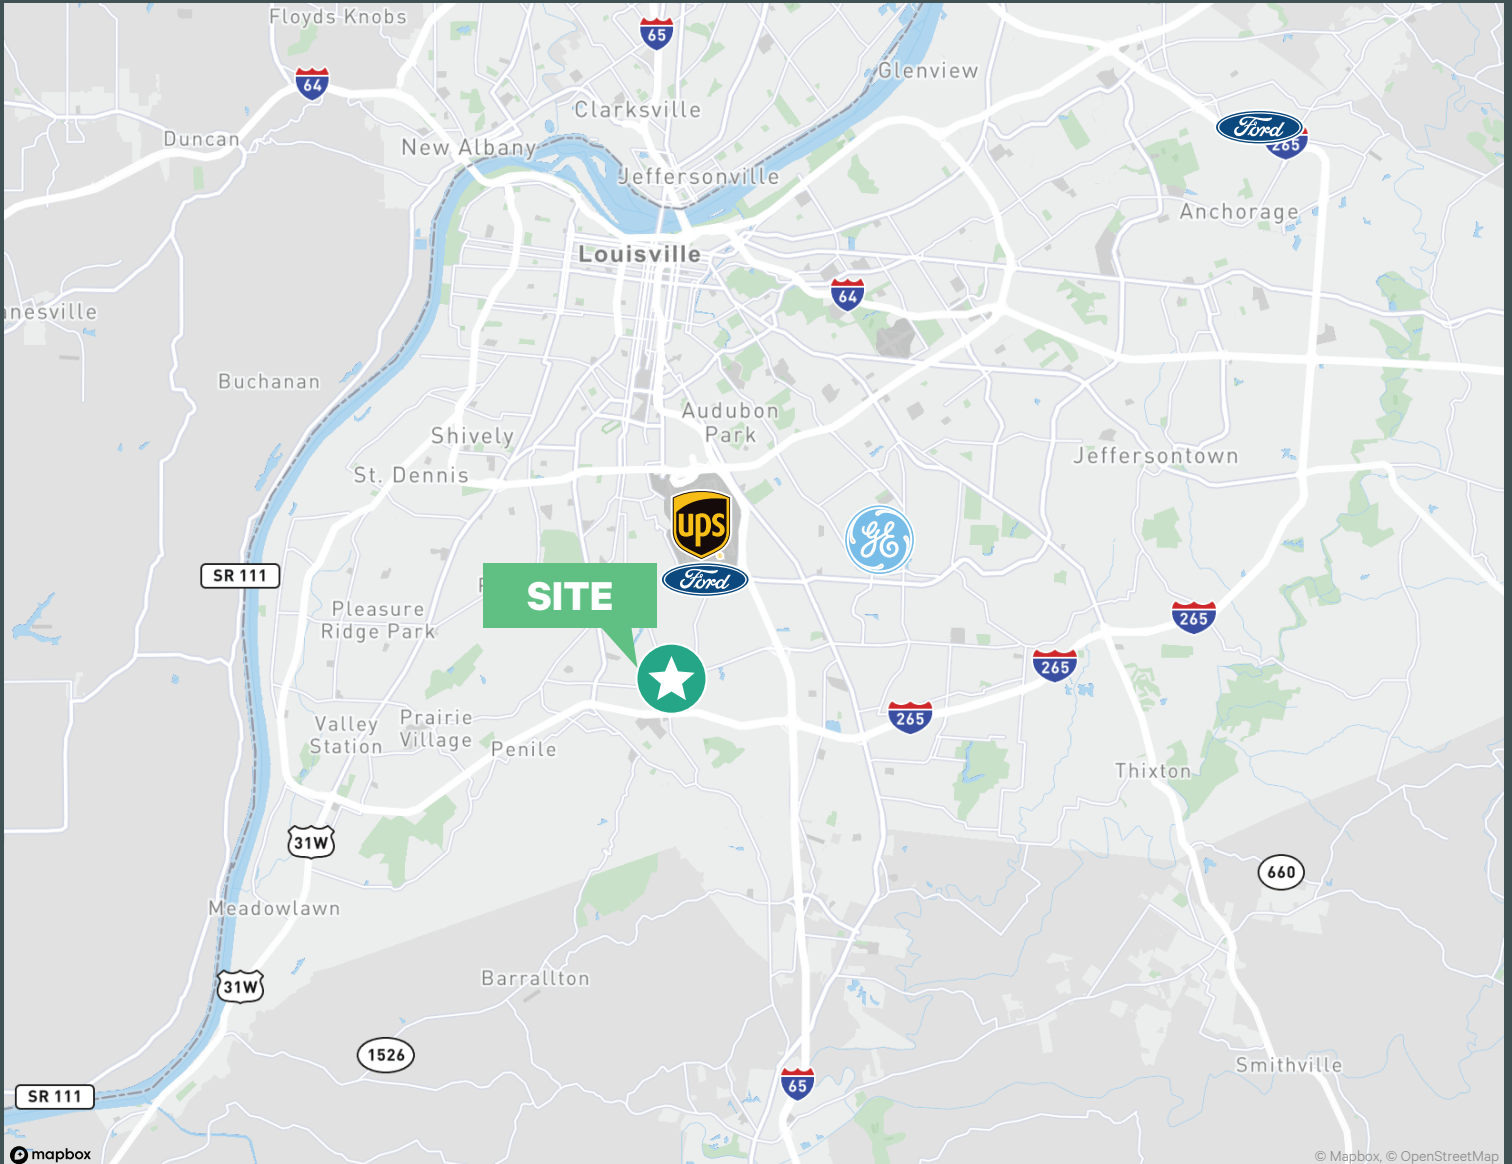 Floyds Knobs
65
64
Glenview
Clarksville
Ford
265
Duncan
New Albany
Jeffersonville
Anchorage
Louisville
64
anesville
Buchanan
Audubon
Park
Shively
St. Dennis
Jeffersontown
ups
GE
SR 111
Ford
SITE
Pleasure
Ridge Park
265
265
265
Valley
Station
Prairie
Village
Penile
Thixton
31W
660
Meadowlawn
31W
Barrallton
1526
Smithville
65
SR 111
mapbox
© Mapbox, © OpenStreetMap